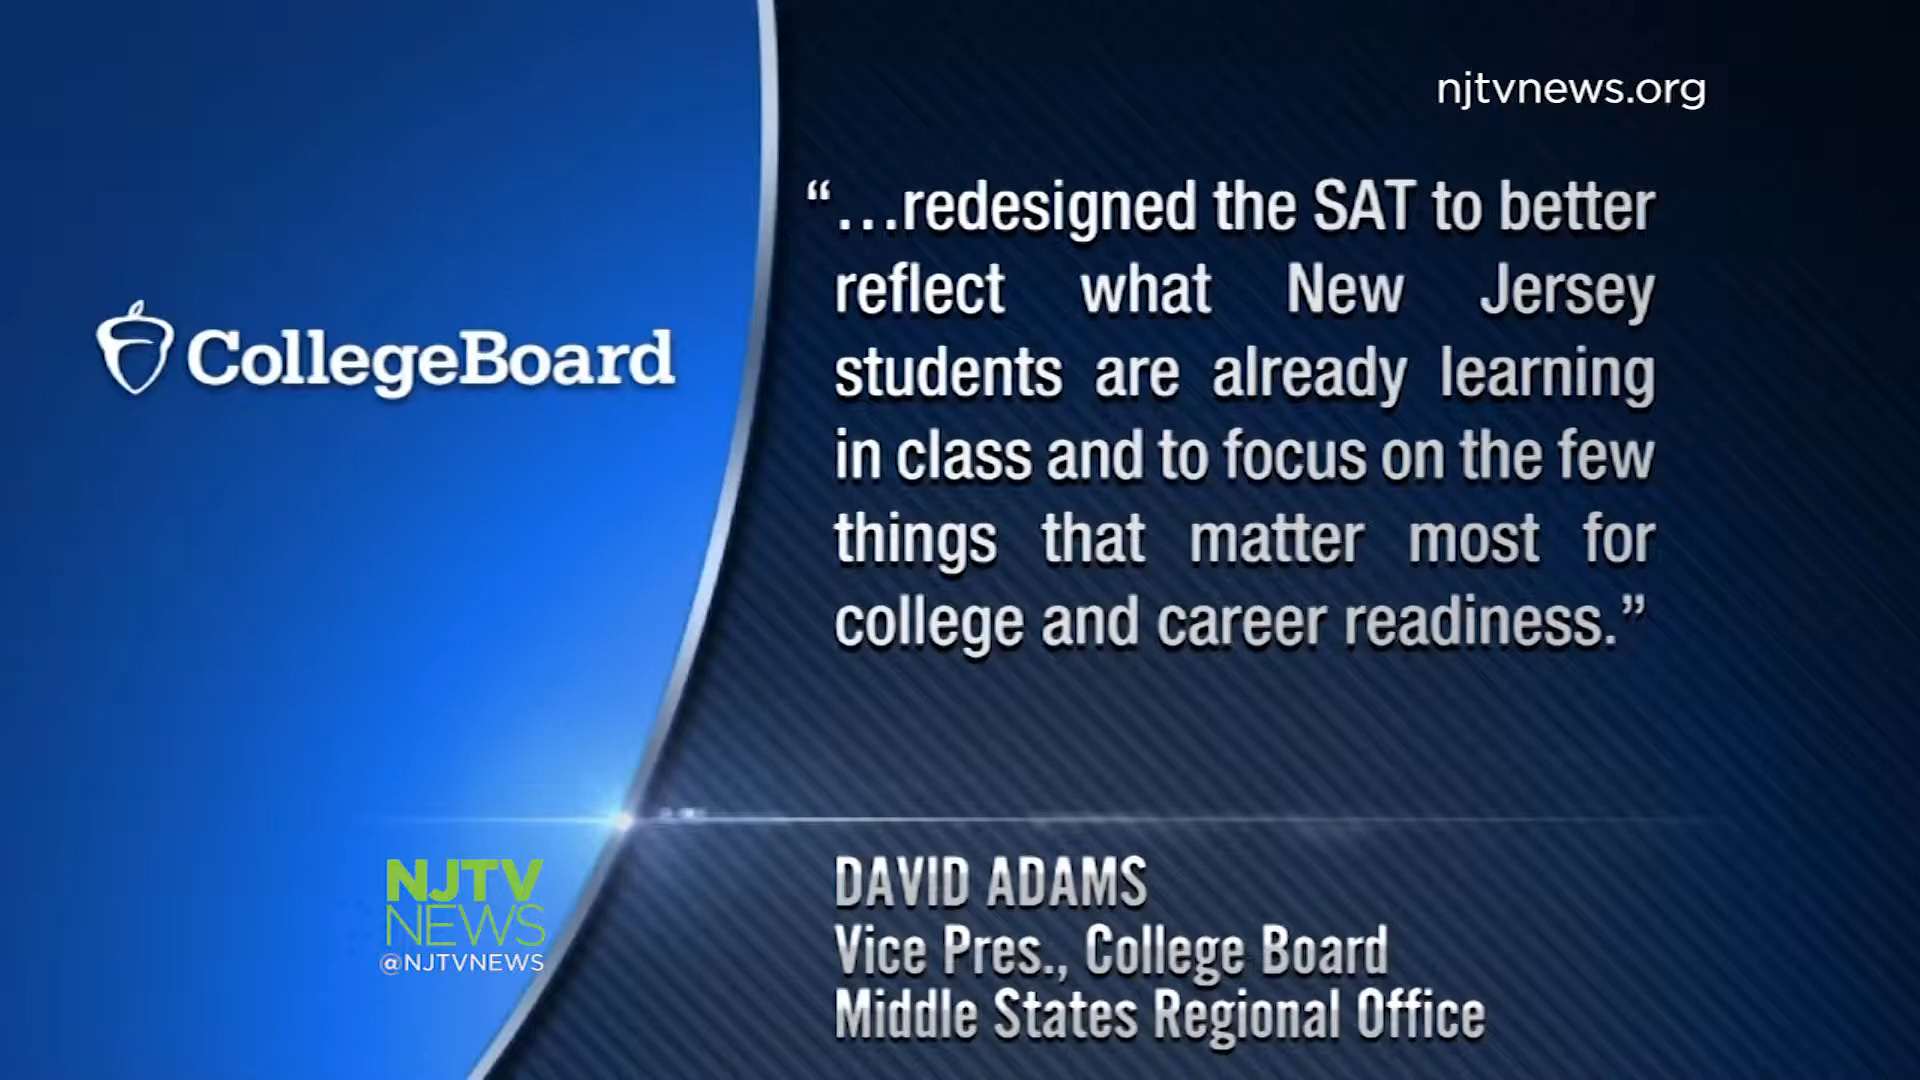 njtvnews.org
CollegeBoard
“...redesigned the SAT to better
reflect what New Jersey
students are already learning
in class and to focus on the few
things that matter most for
college and career readiness.”
NJTV
NEWS
@NJTVNEWS
DAVID ADAMS
Vice Pres., College Board
Middle States Regional Office